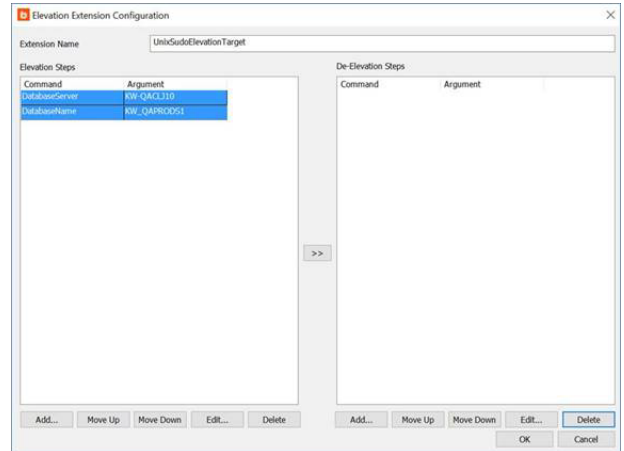 Elevation Extension Configuration
Extension Name UnixSudoElevationTarget
Elevation Steps
Command Argument
DatabaseServer KW-QACLJ10
DatabaseName KW_QAPRODS1
>>
De-Elevation Steps
Command Argument
Add... Move Up Move Down Edit... Delete
Add... Move Up Move Down Edit... Delete
OK Cancel